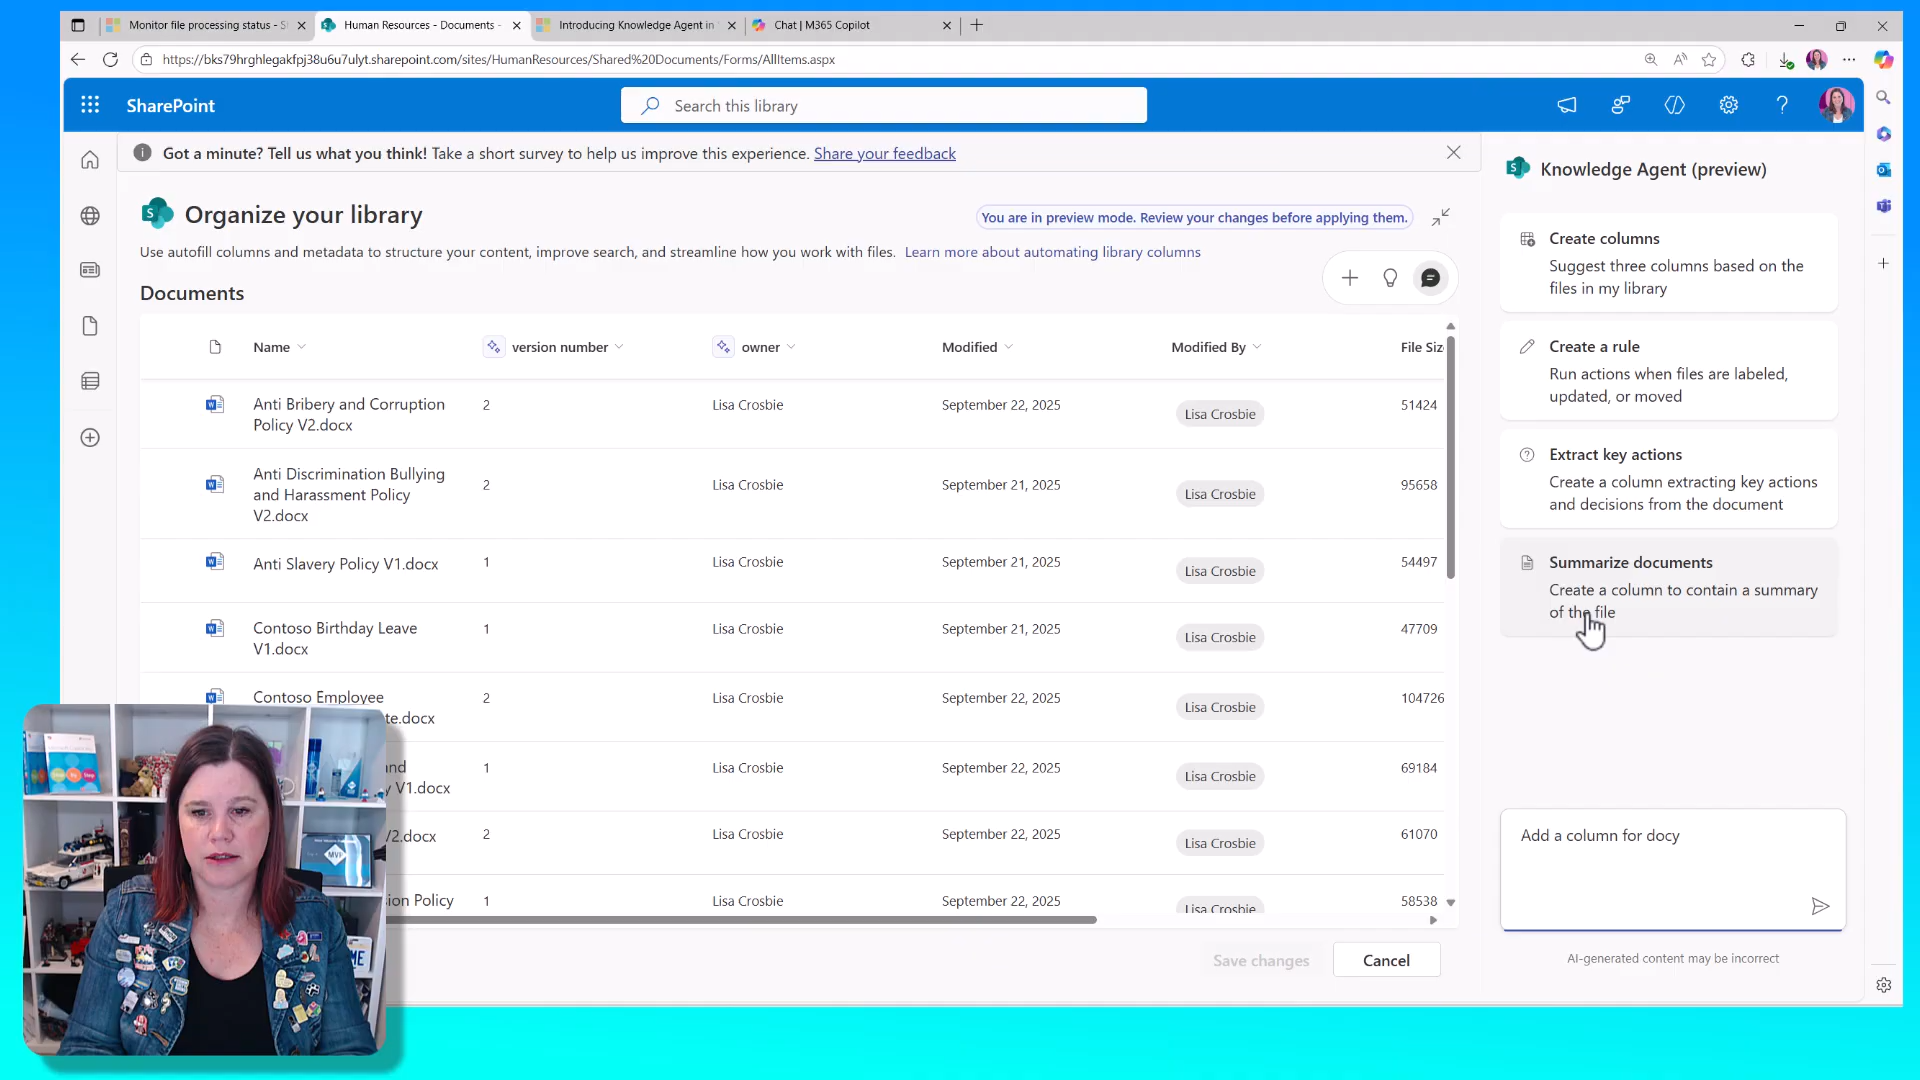 Monitor file processing status - S
Human Resources - Documents -
Introducing Knowledge Agent in
Chat | M365 Copilot
https://bks79hrghlegakfpj38u6u7ulyt.sharepoint.com/sites/HumanResources/Shared%20Documents/Forms/AllItems.aspx
SharePoint
Search this library
Got a minute? Tell us what you think! Take a short survey to help us improve this experience. Share your feedback
Organize your library
You are in preview mode. Review your changes before applying them.
Use autofill columns and metadata to structure your content, improve search, and streamline how you work with files. Learn more about automating library columns
Documents
Name version number owner Modified Modified By File Siz
Anti Bribery and Corruption
Policy V2.docx
2 Lisa Crosbie September 22, 2025 Lisa Crosbie 51424
Anti Discrimination Bullying
and Harassment Policy
V2.docx
2 Lisa Crosbie September 21, 2025 Lisa Crosbie 95658
Anti Slavery Policy V1.docx 1 Lisa Crosbie September 21, 2025 Lisa Crosbie 54497
Contoso Birthday Leave
V1.docx
1 Lisa Crosbie September 21, 2025 Lisa Crosbie 47709
Contoso Employee
te.docx
2 Lisa Crosbie September 22, 2025 Lisa Crosbie 104726
and
y V1.docx
1 Lisa Crosbie September 22, 2025 Lisa Crosbie 69184
V2.docx 2 Lisa Crosbie September 22, 2025 Lisa Crosbie 61070
sion Policy 1 Lisa Crosbie September 22, 2025 Lisa Crosbie 58538
Save changes
Cancel
Knowledge Agent (preview)
Create columns
Suggest three columns based on the
files in my library
Create a rule
Run actions when files are labeled,
updated, or moved
Extract key actions
Create a column extracting key actions
and decisions from the document
Summarize documents
Create a column to contain a summary
of the file
Add a column for docy
AI-generated content may be incorrect
MVP
ME